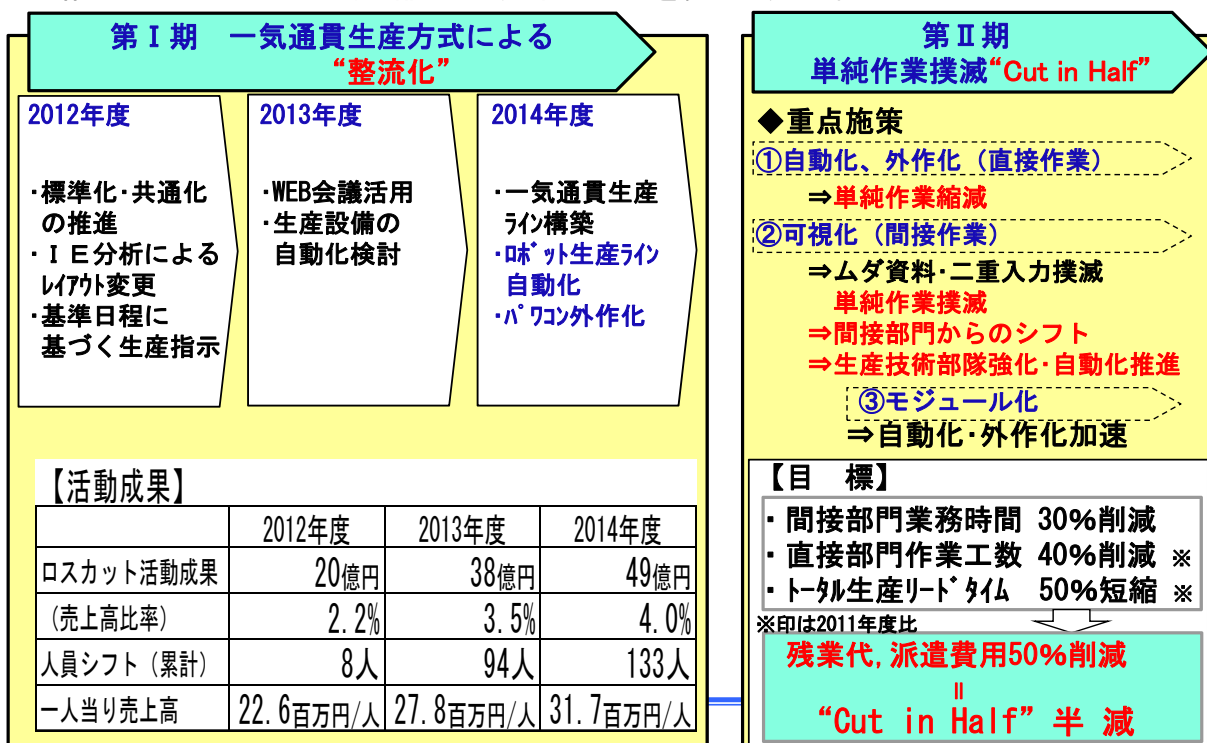 第Ⅰ期　一気通貫生産方式による
“整流化”
2012年度
・標準化・共通化
の推進
・ＩＥ分析による
ﾚｲｱｳﾄ変更
・基準日程に
基づく生産指示
2013年度
・WEB会議活用
・生産設備の
自動化検討
2014年度
・一気通貫生産
ﾗｲﾝ構築
・ﾛﾎﾞｯﾄ生産ﾗｲﾝ
自動化
・ﾊﾟﾜｺﾝ外作化
【活動成果】
2012年度 2013年度 2014年度
ロスカット活動成果 20億円 38億円 49億円
（売上高比率） 2.2% 3.5% 4.0%
人員シフト（累計） 8人 94人 133人
一人当り売上高 22.6百万円/人 27.8百万円/人 31.7百万円/人
第Ⅱ期
単純作業撲滅“Cut in Half”
◆重点施策
①自動化、外作化（直接作業）
⇒単純作業縮減
②可視化（間接作業）
⇒ムダ資料・二重入力撲滅
単純作業撲滅
⇒間接部門からのシフト
⇒生産技術部隊強化・自動化推進
③モジュール化
⇒自動化・外作化加速
【目　標】
・間接部門業務時間 30%削減
・直接部門作業工数 40%削減 ※
・ﾄｰﾀﾙ生産ﾘｰﾄﾞﾀｲﾑ 50%短縮 ※
※印は2011年度比
残業代,派遣費用50%削減
॥
“Cut in Half”半 減